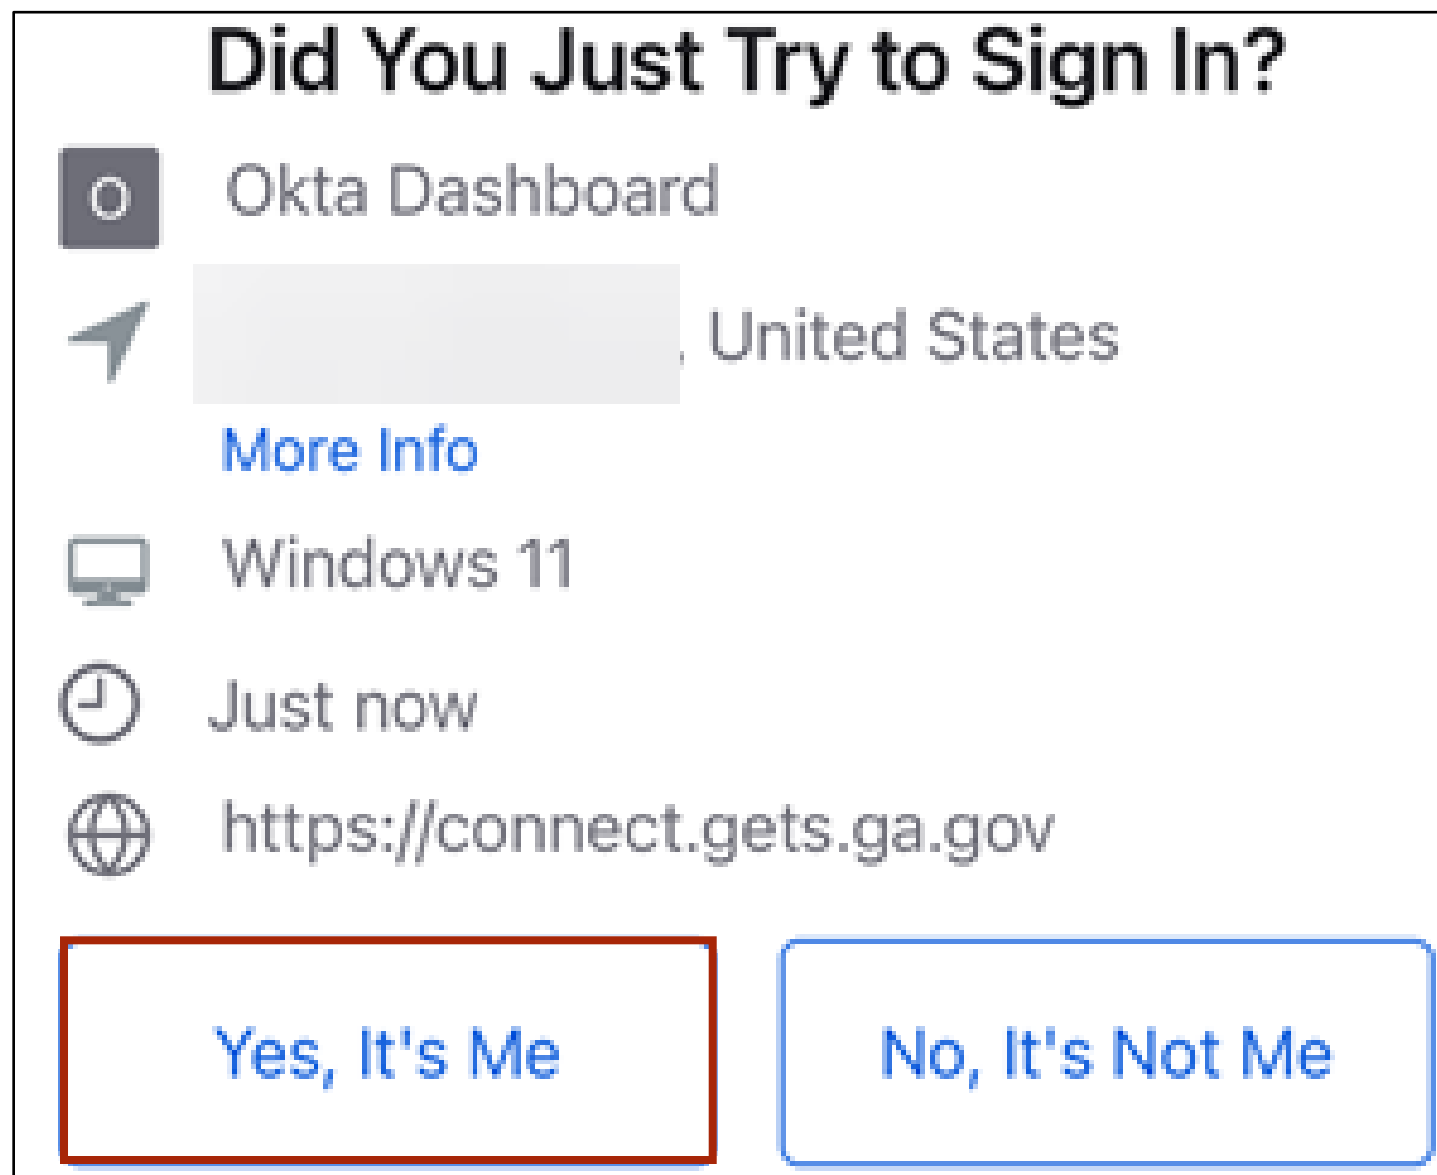 Did You Just Try to Sign In?
O Okta Dashboard
, United States
More Info
Windows 11
Just now
https://connect.gets.ga.gov
Yes, It's Me No, It's Not Me